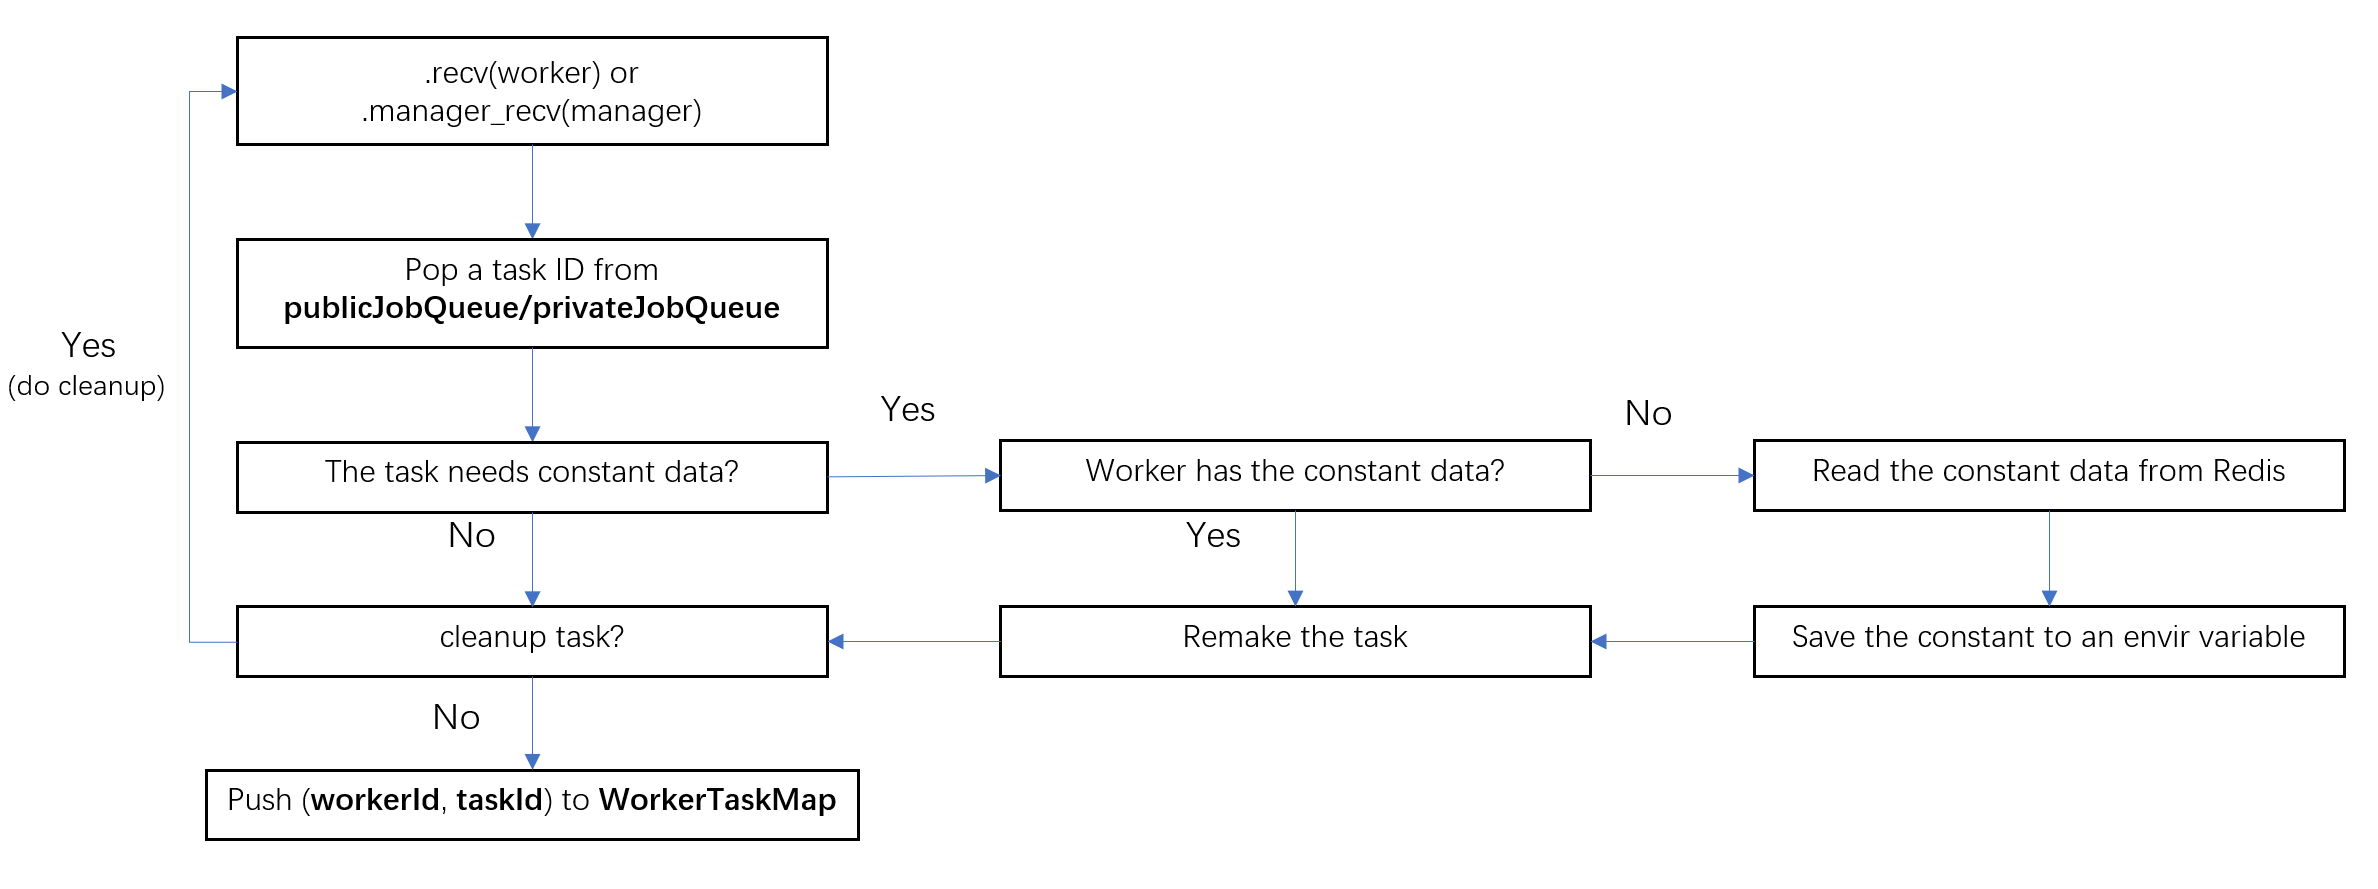 .recv(worker) or
.manager_recv(manager)
Pop a task ID from
publicJobQueue/privateJobQueue
Yes
(do cleanup)
The task needs constant data?
Yes
Worker has the constant data?
No
Read the constant data from Redis
No
Yes
cleanup task?
Remake the task
Save the constant to an envir variable
No
Push (workerId, taskId) to WorkerTaskMap